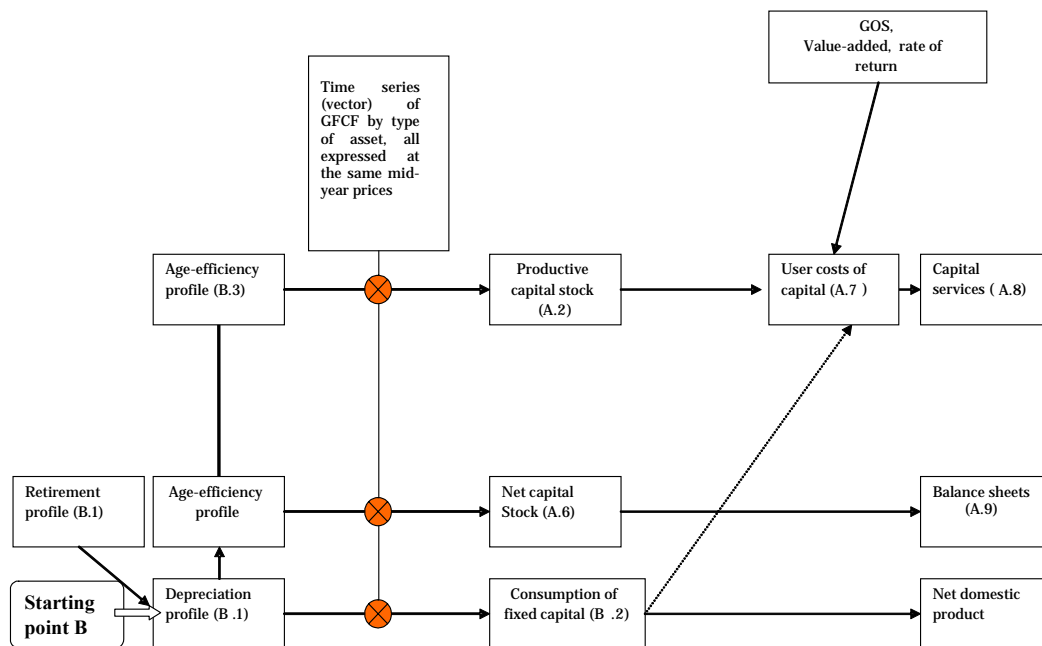 GOS,
Value-added, rate of
return
Time series
(vector) of
GFCF by type
of asset, all
expressed at
the same mid-
year prices
Age-efficiency
profile (B.3)
Productive
capital stock
(A.2)
User costs of
capital (A.7 )
Capital
services ( A.8)
Retirement
profile (B.1)
Age-efficiency
profile
Net capital
Stock (A.6)
Balance sheets
(A.9)
Starting
point B
Depreciation
profile (B .1)
Consumption of
fixed capital (B .2)
Net domestic
product